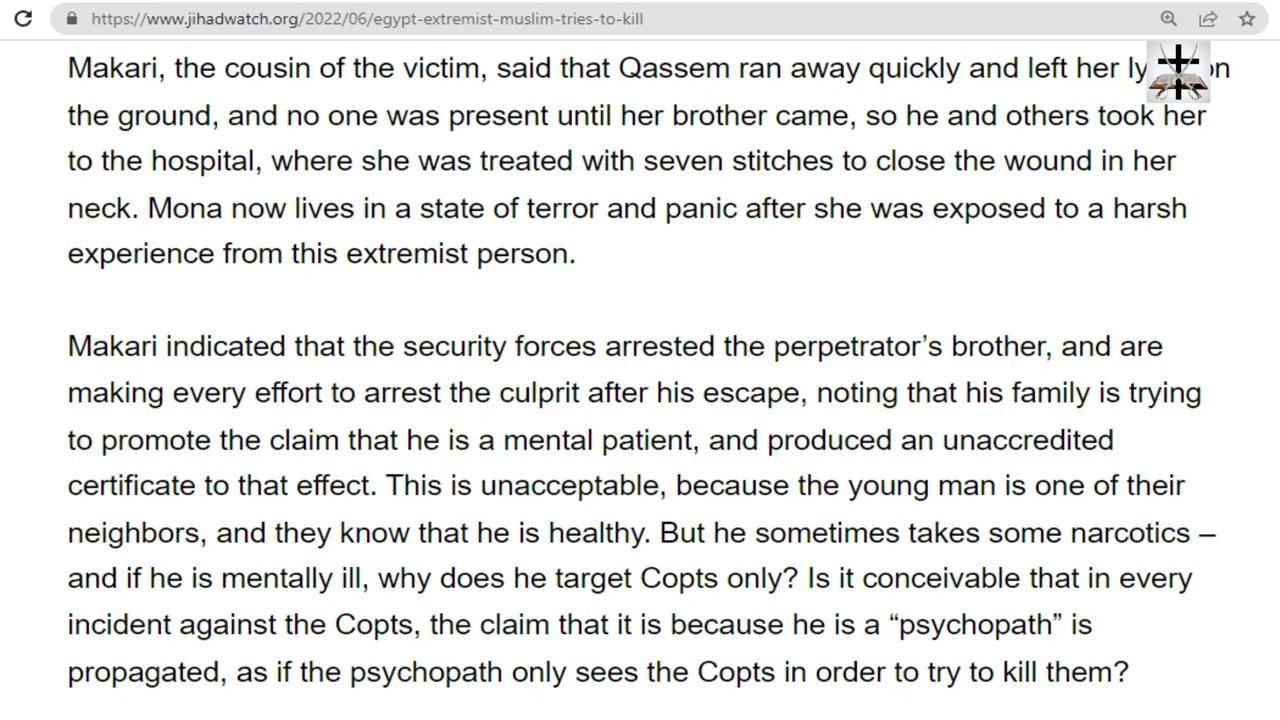 https://www.jihadwatch.org/2022/06/egypt-extremist-muslim-tries-to-kill
Makari, the cousin of the victim, said that Qassem ran away quickly and left her ly on
the ground, and no one was present until her brother came, so he and others took her
to the hospital, where she was treated with seven stitches to close the wound in her
neck. Mona now lives in a state of terror and panic after she was exposed to a harsh
experience from this extremist person.
Makari indicated that the security forces arrested the perpetrator’s brother, and are
making every effort to arrest the culprit after his escape, noting that his family is trying
to promote the claim that he is a mental patient, and produced an unaccredited
certificate to that effect. This is unacceptable, because the young man is one of their
neighbors, and they know that he is healthy. But he sometimes takes some narcotics –
and if he is mentally ill, why does he target Copts only? Is it conceivable that in every
incident against the Copts, the claim that it is because he is a “psychopath” is
propagated, as if the psychopath only sees the Copts in order to try to kill them?